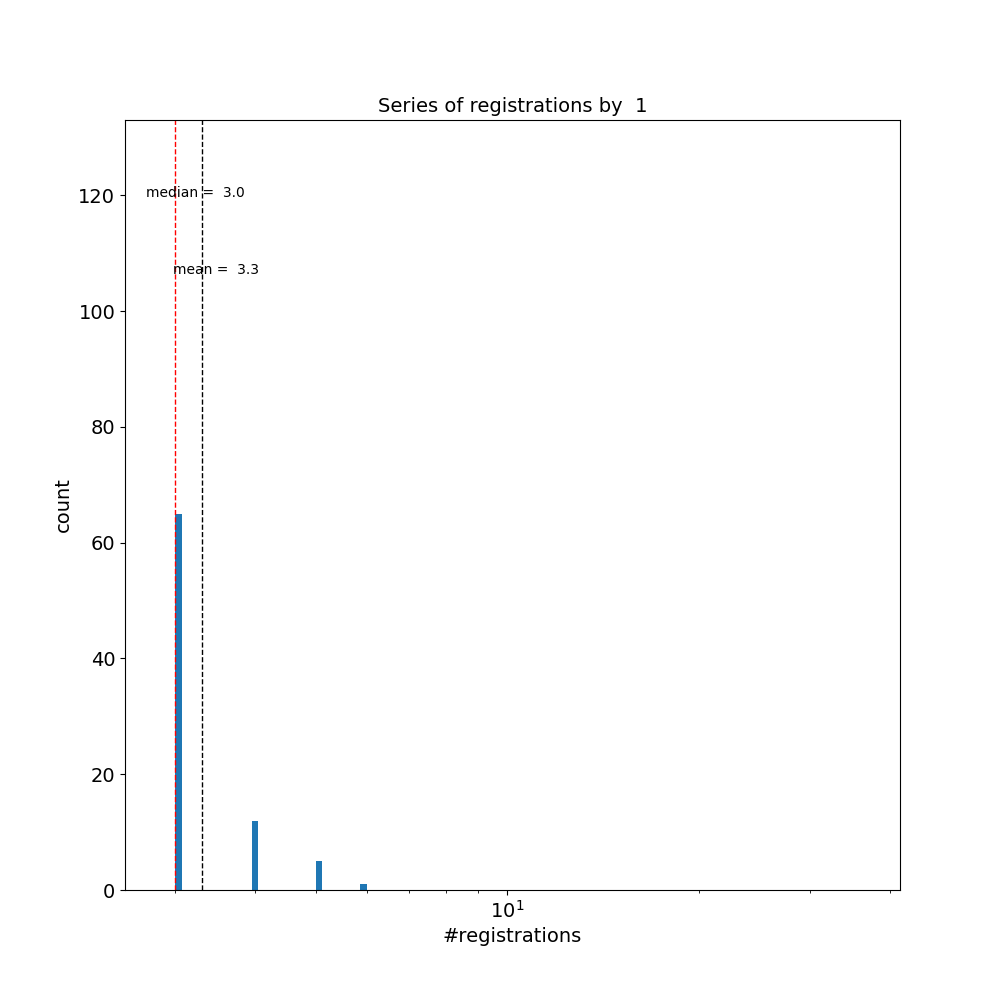 Series of registrations by  1
120
median =  3.0
mean =  3.3
100
80
60
40
20
0
count
10¹
#registrations